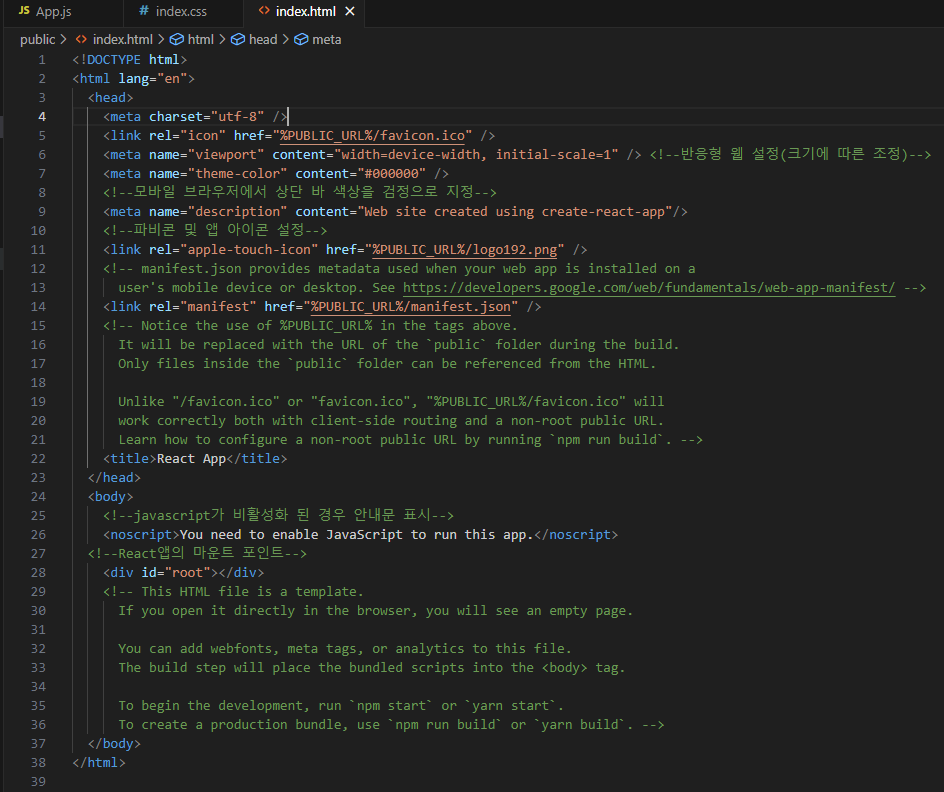 JS App.js # index.css <> index.html ×
public > <> index.html > html > head > meta
1 <!DOCTYPE html>
2 <html lang="en">
3 <head>
4 <meta charset="utf-8" />
5 <link rel="icon" href="%PUBLIC_URL%/favicon.ico" />
6 <meta name="viewport" content="width=device-width, initial-scale=1" /> <!--반응형 웹 설정(크기에 따른 조정)-->
7 <meta name="theme-color" content="#000000" />
8 <!--모바일 브라우저에서 상단 바 색상을 검정으로 지정-->
9 <meta name="description" content="Web site created using create-react-app"/>
10 <!--파비콘 및 앱 아이콘 설정-->
11 <link rel="apple-touch-icon" href="%PUBLIC_URL%/logo192.png" />
12 <!-- manifest.json provides metadata used when your web app is installed on a
13 user's mobile device or desktop. See https://developers.google.com/web/fundamentals/web-app-manifest/ -->
14 <link rel="manifest" href="%PUBLIC_URL%/manifest.json" />
15 <!-- Notice the use of %PUBLIC_URL% in the tags above.
16 It will be replaced with the URL of the `public` folder during the build.
17 Only files inside the `public` folder can be referenced from the HTML.
18
19 Unlike "/favicon.ico" or "favicon.ico", "%PUBLIC_URL%/favicon.ico" will
20 work correctly both with client-side routing and a non-root public URL.
21 Learn how to configure a non-root public URL by running `npm run build`. -->
22 <title>React App</title>
23 </head>
24 <body>
25 <!--javascript가 비활성화 된 경우 안내문 표시-->
26 <noscript>You need to enable JavaScript to run this app.</noscript>
27 <!--React앱의 마운트 포인트-->
28 <div id="root"></div>
29 <!-- This HTML file is a template.
30 If you open it directly in the browser, you will see an empty page.
31
32 You can add webfonts, meta tags, or analytics to this file.
33 The build step will place the bundled scripts into the <body> tag.
34
35 To begin the development, run `npm start` or `yarn start`.
36 To create a production bundle, use `npm run build` or `yarn build`. -->
37 </body>
38 </html>
39